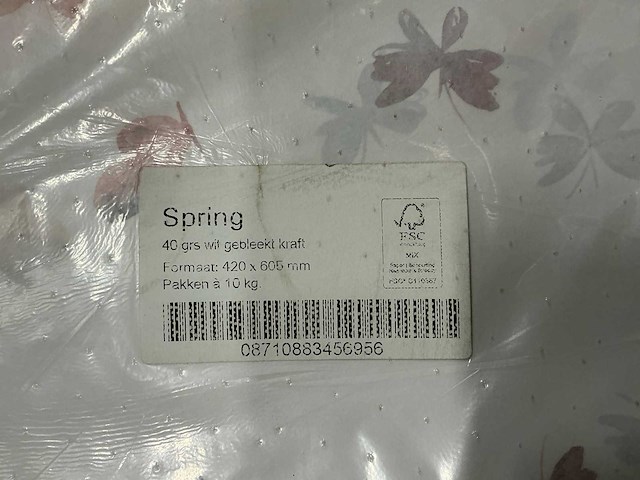 Spring
40 grs wit gebleekt kraft
Formaat: 420 x 605 mm
Pakken à 10 kg.
FSC
MIX
08710883456956